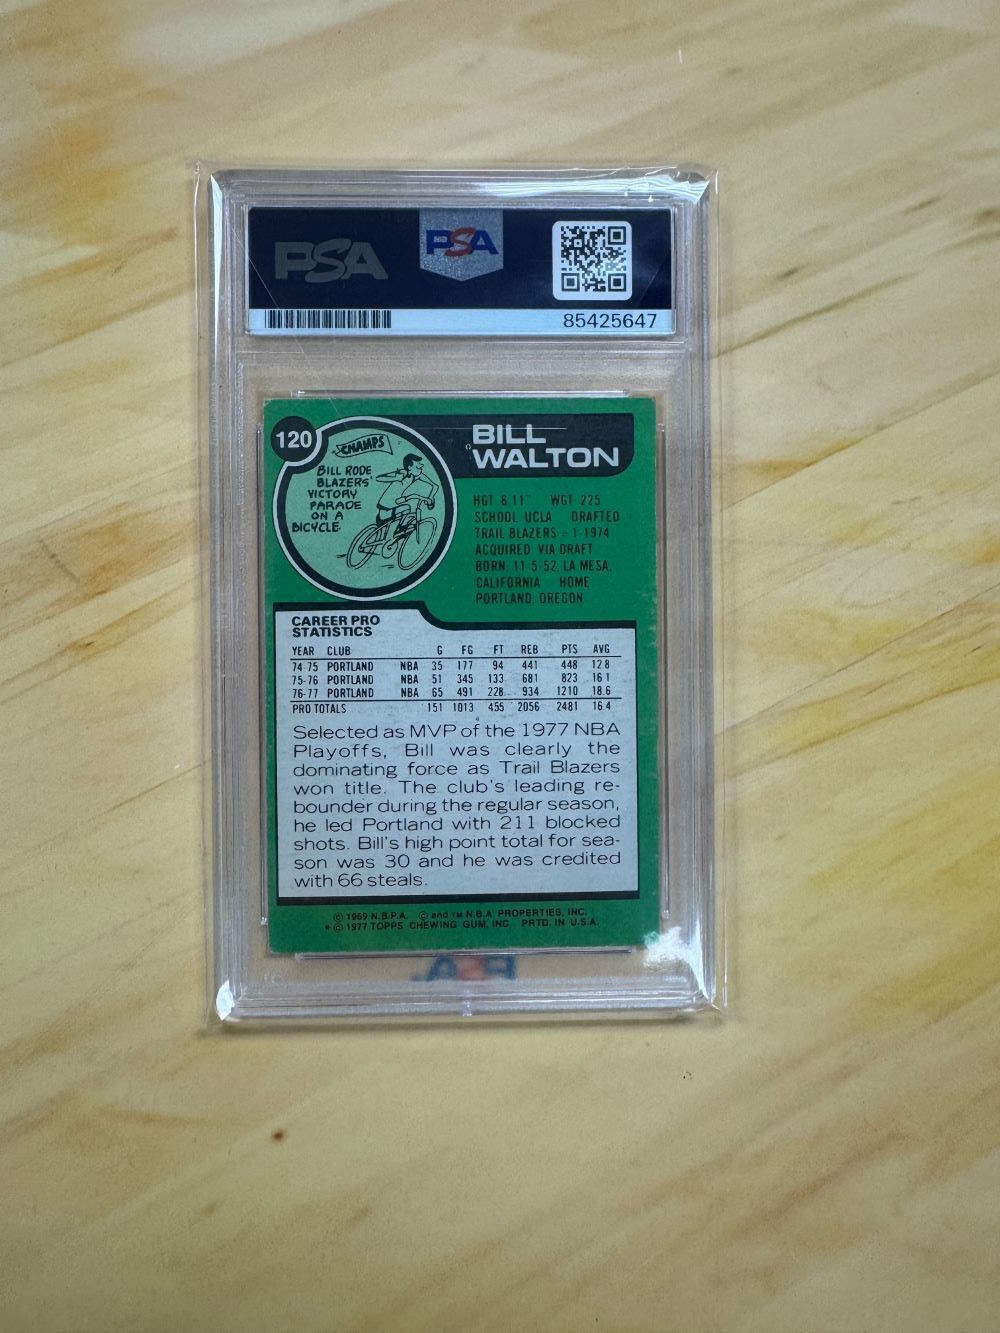 PSA
PSA
85425647
120
CHAMPS
BILL RODE
BLAZERS'
VICTORY
PARADE
ON A
BICYCLE.
BILL
WALTON
HGT 6'11" WGT 225
SCHOOL UCLA DRAFTED
TRAIL BLAZERS = 1-1974
ACQUIRED VIA DRAFT
BORN 11-5-52, LA MESA,
CALIFORNIA HOME
PORTLAND, OREGON
CAREER PRO
STATISTICS
YEAR CLUB G FG FT REB PTS AVG
74-75 PORTLAND NBA 35 177 94 441 448 12.8
75-76 PORTLAND NBA 51 345 133 681 823 16.1
76-77 PORTLAND NBA 65 491 228 934 1210 18.6
PRO TOTALS 151 1013 455 2056 2481 16.4
Selected as MVP of the 1977 NBA
Playoffs, Bill was clearly the
dominating force as Trail Blazers
won title. The club's leading re-
bounder during the regular season,
he led Portland with 211 blocked
shots. Bill's high point total for sea-
son was 30 and he was credited
with 66 steals.
© 1969 N.B.P.A. © and TM N.B.A. PROPERTIES, INC.
* © 1977 TOPPS CHEWING GUM, INC. PRTD. IN U.S.A.
PSA